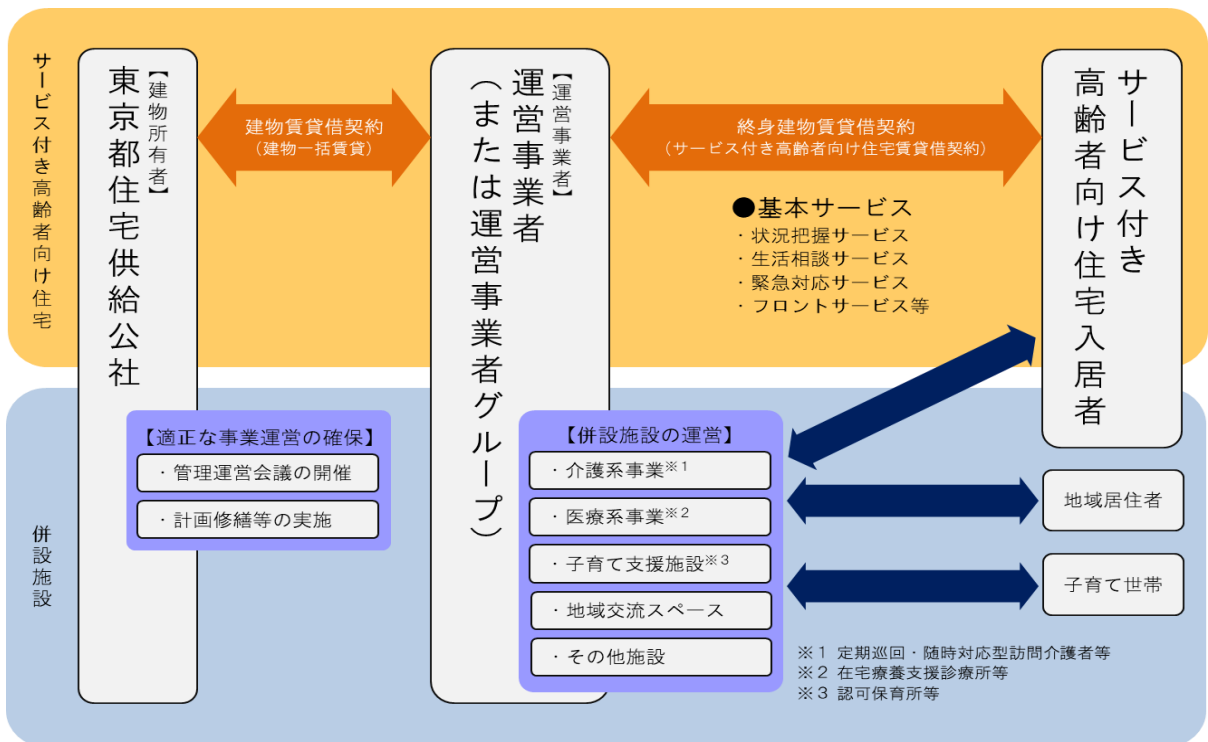 サービス付き高齢者向け住宅
【建物所有者】
東京都住宅供給公社
建物賃貸借契約
（建物一括賃貸）
【運営事業者】
運営事業者
（または運営事業者グループ）
終身建物賃貸借契約
（サービス付き高齢者向け住宅賃貸借契約）
●基本サービス
・状況把握サービス
・生活相談サービス
・緊急対応サービス
・フロントサービス等
サービス付き
高齢者向け住宅入居者
併設施設
【適正な事業運営の確保】
・管理運営会議の開催
・計画修繕等の実施
【併設施設の運営】
・介護系事業※1
・医療系事業※2
・子育て支援施設※3
・地域交流スペース
・その他施設
地域居住者
子育て世帯
※１ 定期巡回・随時対応型訪問介護者等
※２ 在宅療養支援診療所等
※３ 認可保育所等